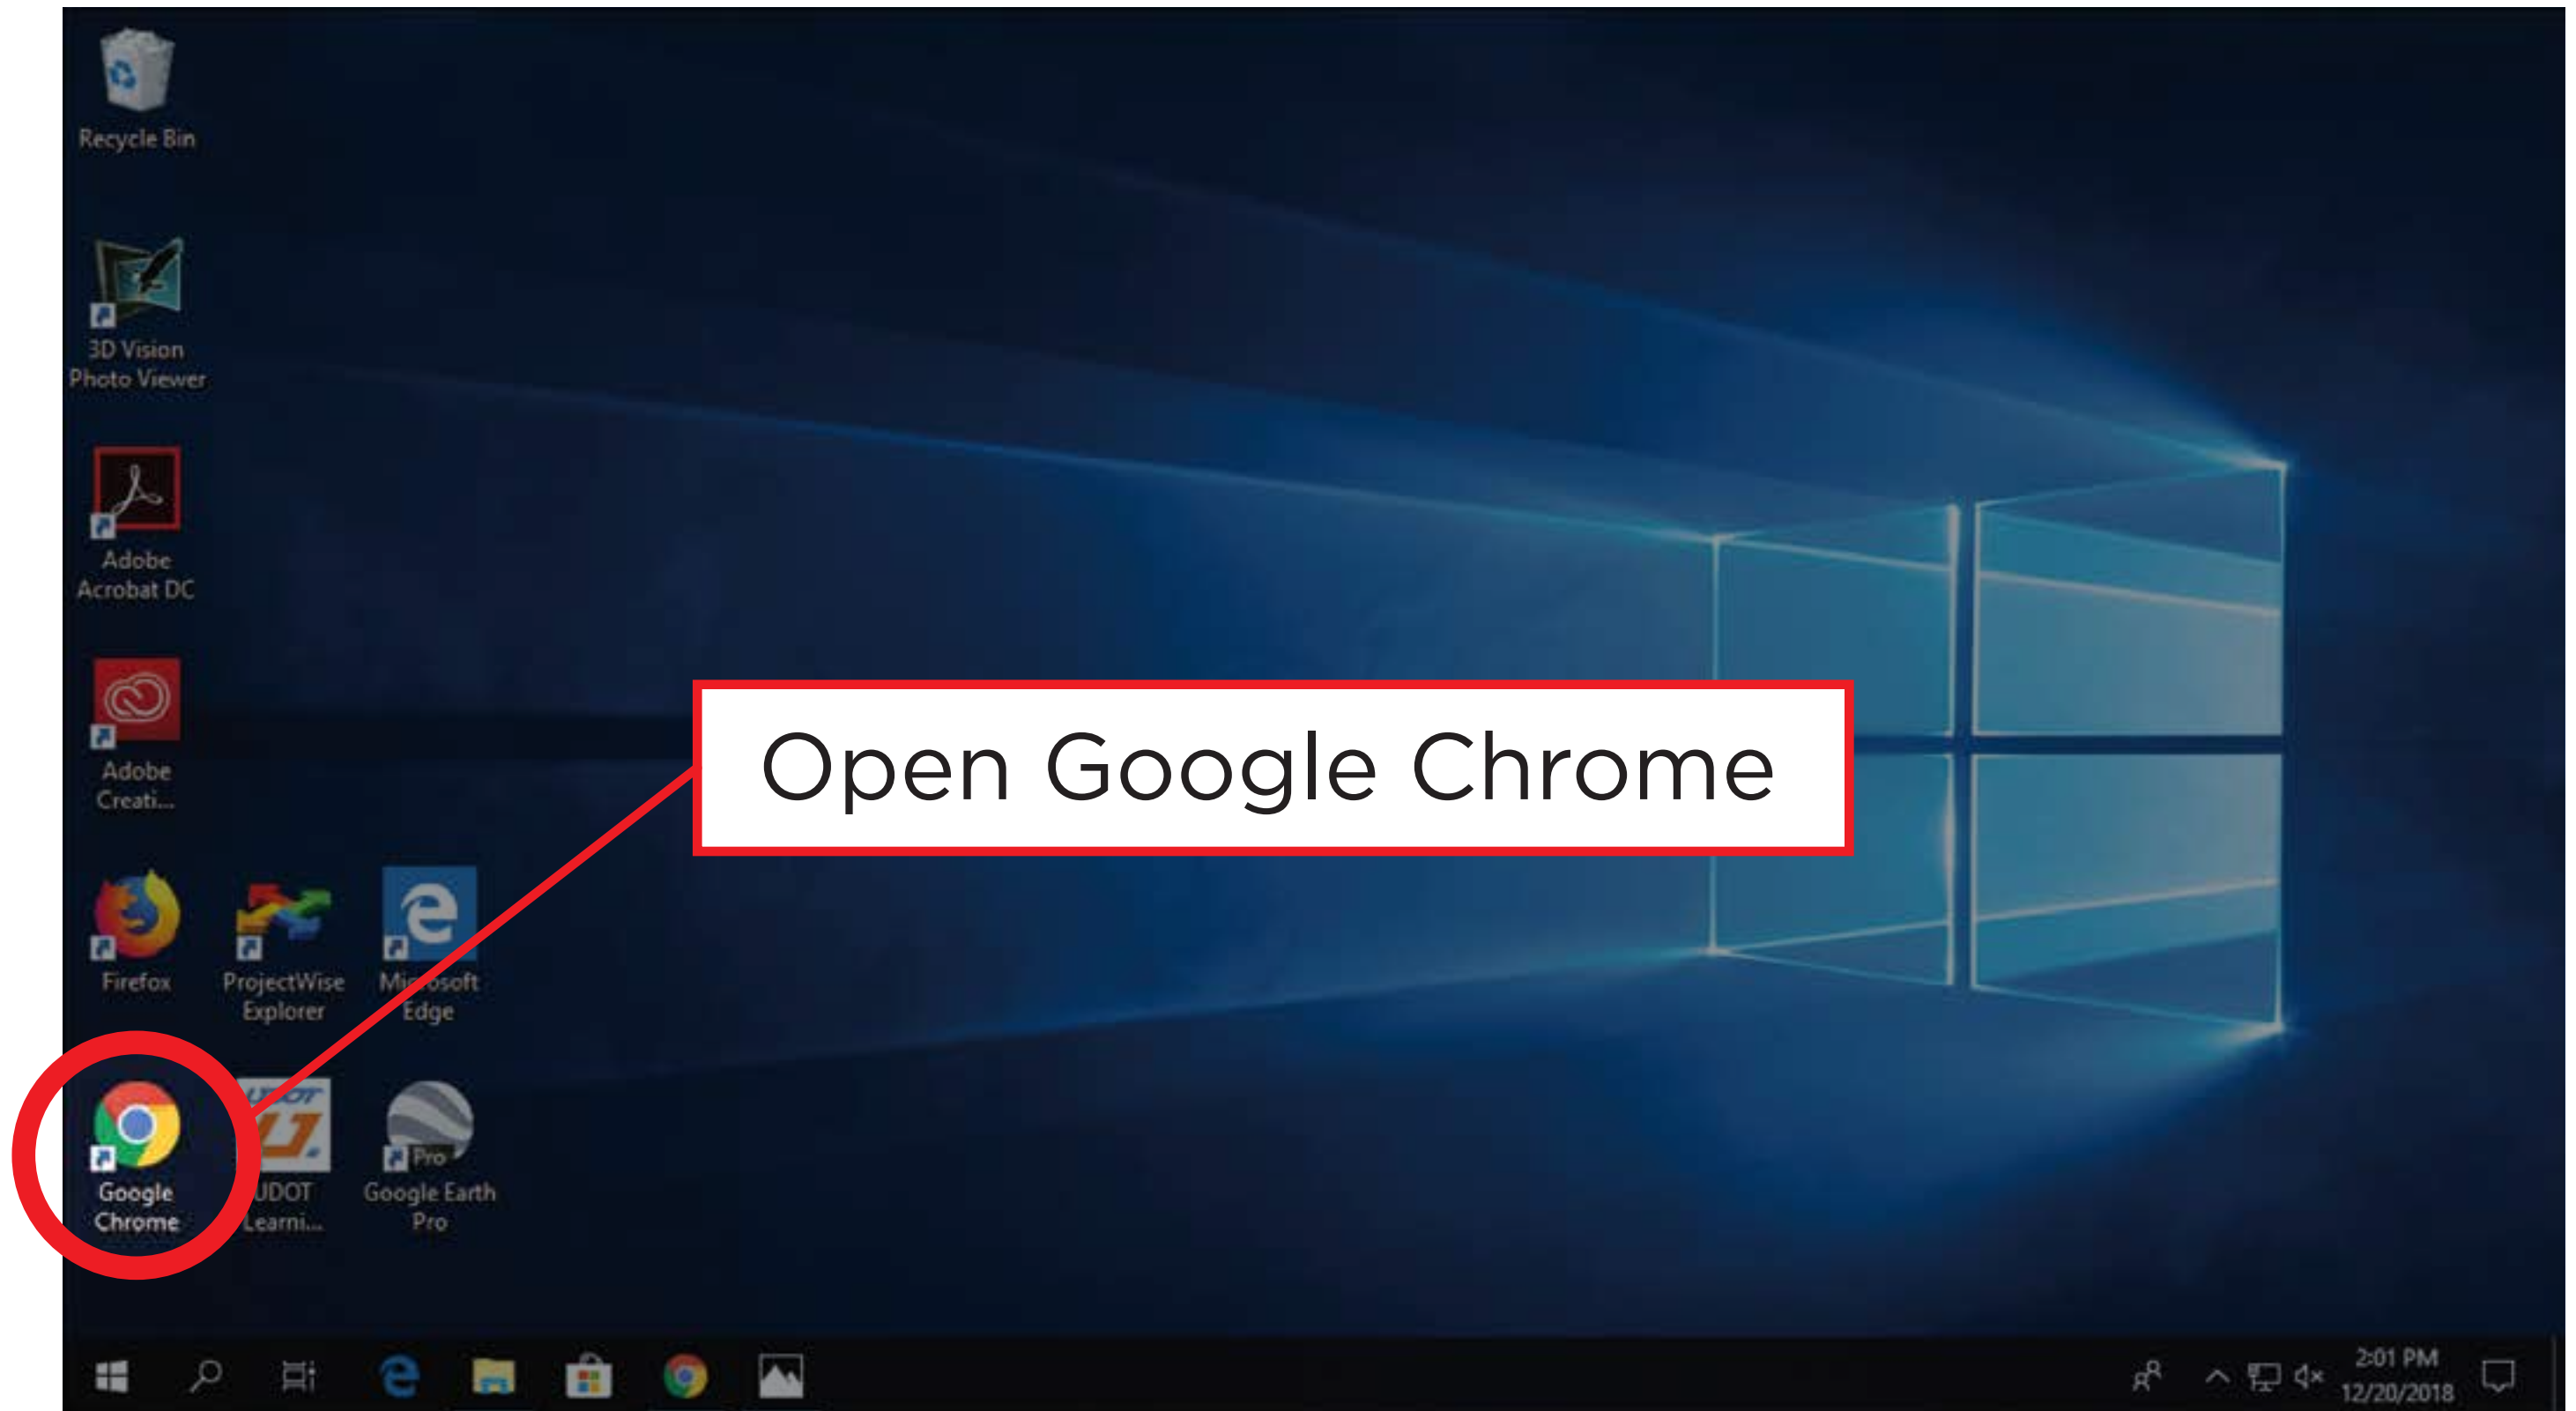 Recycle Bin
3D Vision
Photo Viewer
Adobe
Acrobat DC
Adobe
Creati...
Open Google Chrome
Firefox
ProjectWise
Explorer
Microsoft
Edge
Google
Chrome
UDOT
UDOT
Learni...
Pro
Google Earth
Pro
2:01 PM
12/20/2018